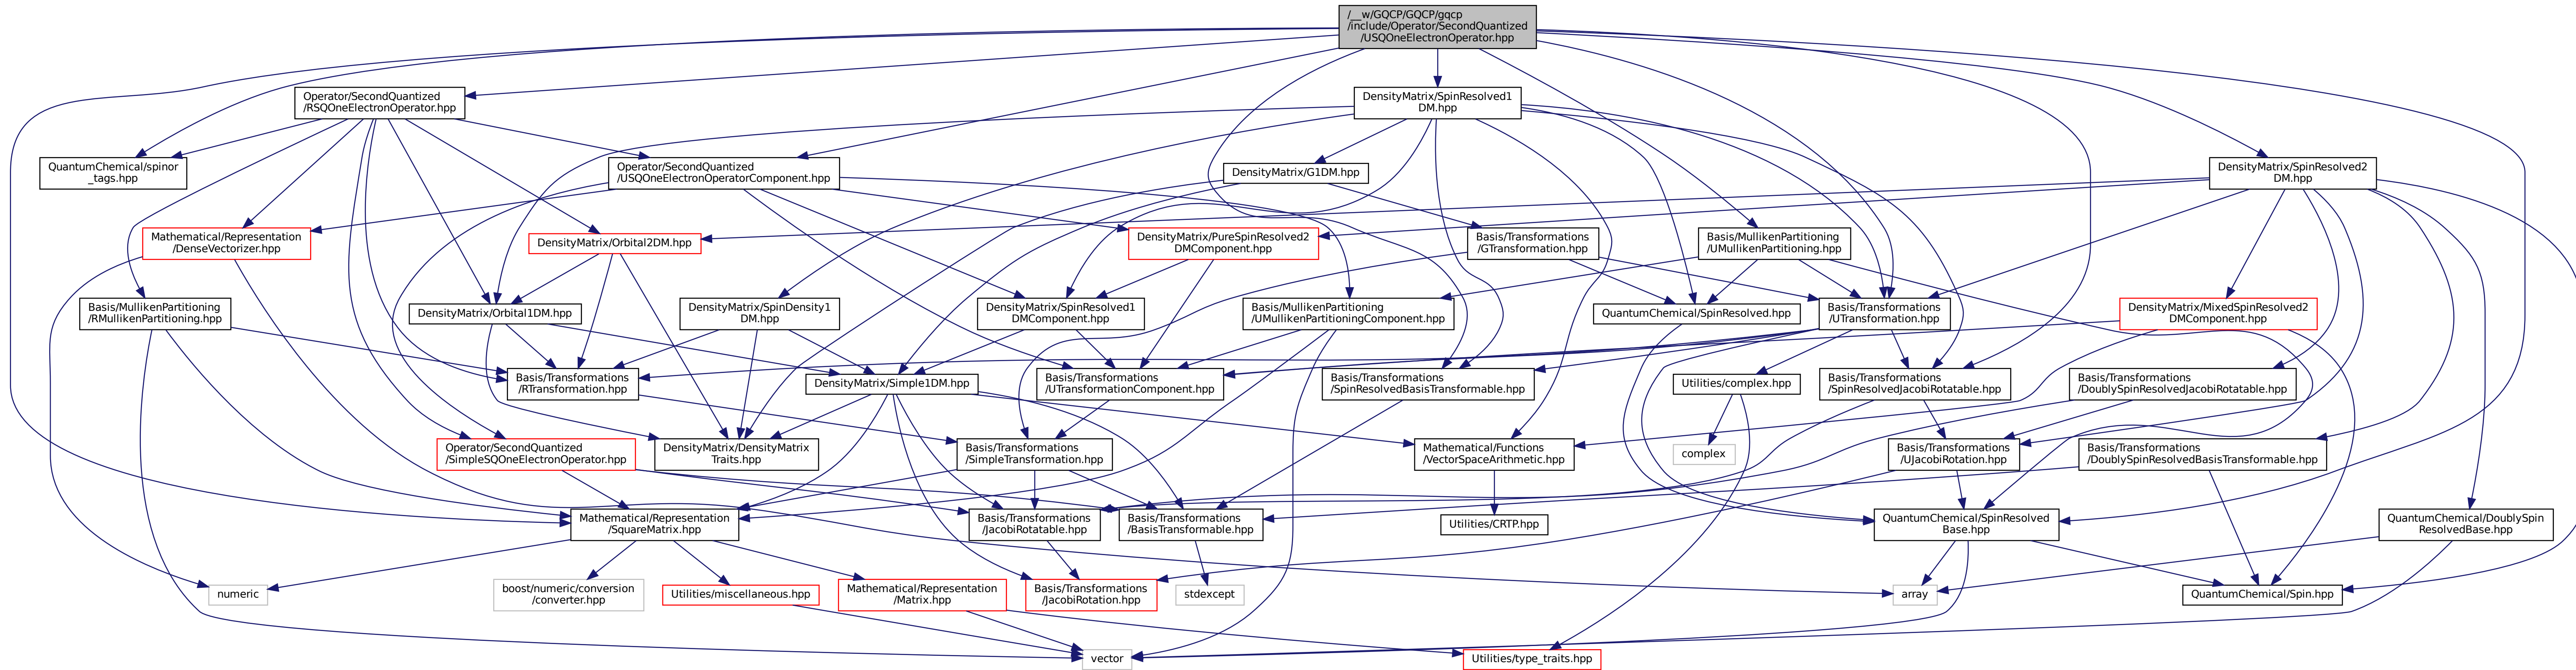 /__w/GQCP/GQCP/gqcp
/include/Operator/SecondQuantized
/USQOneElectronOperator.hpp
Operator/SecondQuantized
/RSQOneElectronOperator.hpp
DensityMatrix/SpinResolved1
DM.hpp
QuantumChemical/spinor
_tags.hpp
Operator/SecondQuantized
/USQOneElectronOperatorComponent.hpp
DensityMatrix/G1DM.hpp
DensityMatrix/SpinResolved2
DM.hpp
Mathematical/Representation
/DenseVectorizer.hpp
DensityMatrix/Orbital2DM.hpp
DensityMatrix/PureSpinResolved2
DMComponent.hpp
Basis/Transformations
/GTransformation.hpp
Basis/MullikenPartitioning
/UMullikenPartitioning.hpp
Basis/MullikenPartitioning
/RMullikenPartitioning.hpp
DensityMatrix/Orbital1DM.hpp
DensityMatrix/SpinDensity1
DM.hpp
DensityMatrix/SpinResolved1
DMComponent.hpp
Basis/MullikenPartitioning
/UMullikenPartitioningComponent.hpp
QuantumChemical/SpinResolved.hpp
Basis/Transformations
/UTransformation.hpp
DensityMatrix/MixedSpinResolved2
DMComponent.hpp
Basis/Transformations
/RTransformation.hpp
DensityMatrix/Simple1DM.hpp
Basis/Transformations
/UTransformationComponent.hpp
Basis/Transformations
/SpinResolvedBasisTransformable.hpp
Utilities/complex.hpp
Basis/Transformations
/SpinResolvedJacobiRotatable.hpp
Basis/Transformations
/DoublySpinResolvedJacobiRotatable.hpp
Operator/SecondQuantized
/SimpleSQOneElectronOperator.hpp
DensityMatrix/DensityMatrix
Traits.hpp
Basis/Transformations
/SimpleTransformation.hpp
Mathematical/Functions
/VectorSpaceArithmetic.hpp
complex
Basis/Transformations
/UJacobiRotation.hpp
Basis/Transformations
/DoublySpinResolvedBasisTransformable.hpp
Mathematical/Representation
/SquareMatrix.hpp
Basis/Transformations
/JacobiRotatable.hpp
Basis/Transformations
/BasisTransformable.hpp
Utilities/CRTP.hpp
QuantumChemical/SpinResolved
Base.hpp
QuantumChemical/DoublySpin
ResolvedBase.hpp
numeric
boost/numeric/conversion
/converter.hpp
Utilities/miscellaneous.hpp
Mathematical/Representation
/Matrix.hpp
Basis/Transformations
/JacobiRotation.hpp
stdexcept
array
QuantumChemical/Spin.hpp
vector
Utilities/type_traits.hpp